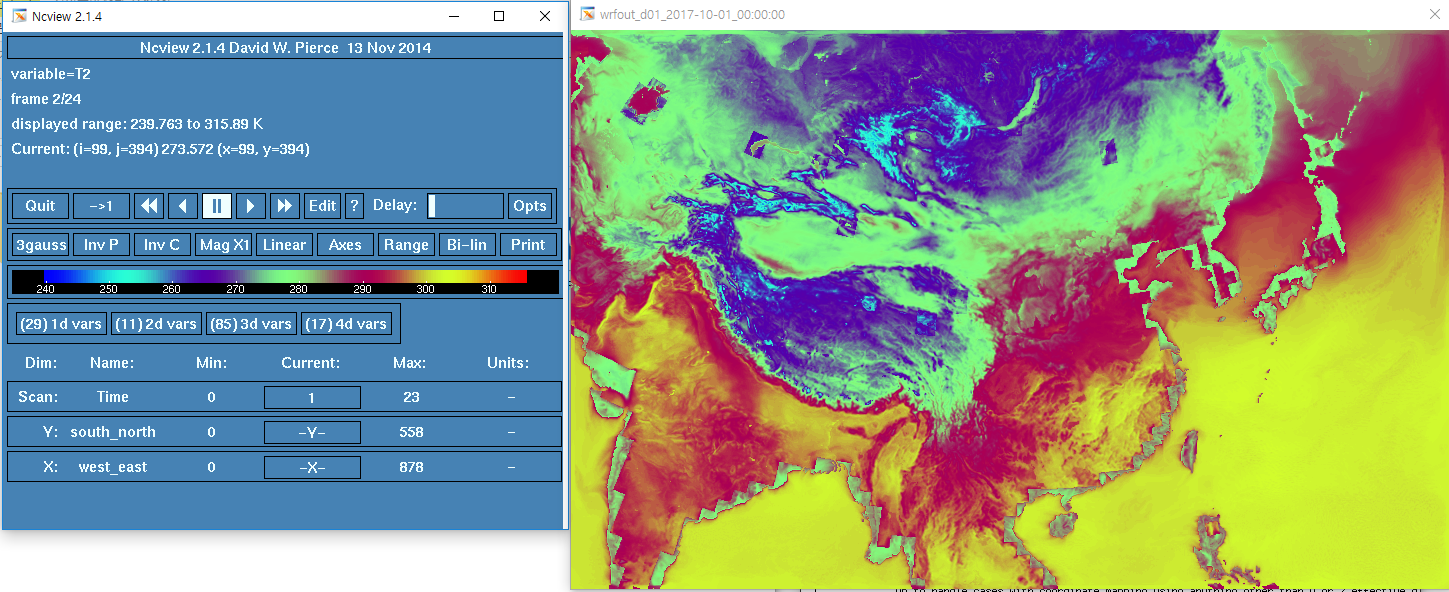 Ncview 2.1.4
Ncview 2.1.4 David W. Pierce 13 Nov 2014
variable=T2
frame 2/24
displayed range: 239.763 to 315.89 K
Current: (i=99, j=394) 273.572 (x=99, y=394)
Quit ->1 Edit ? Delay: Opts
3gauss Inv P Inv C Mag X1 Linear Axes Range Bi-lin Print
240 250 260 270 280 290 300 310
(29) 1d vars (11) 2d vars (85) 3d vars (17) 4d vars
Dim: Name: Min: Current: Max: Units:
Scan: Time 0 1 23 -
Y: south_north 0 -Y- 558 -
X: west_east 0 -X- 878 -
wrfout_d01_2017-10-01_00:00:00